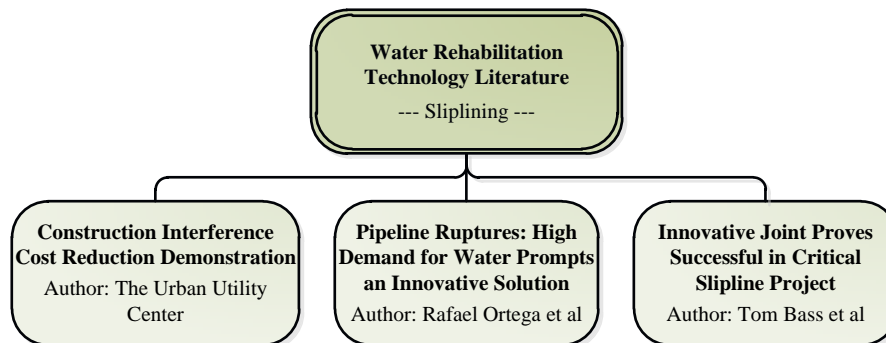 Water Rehabilitation
Technology Literature
--- Sliplining ---
Construction Interference
Cost Reduction Demonstration
Author: The Urban Utility
Center
Pipeline Ruptures: High
Demand for Water Prompts
an Innovative Solution
Author: Rafael Ortega et al
Innovative Joint Proves
Successful in Critical
Slipline Project
Author: Tom Bass et al